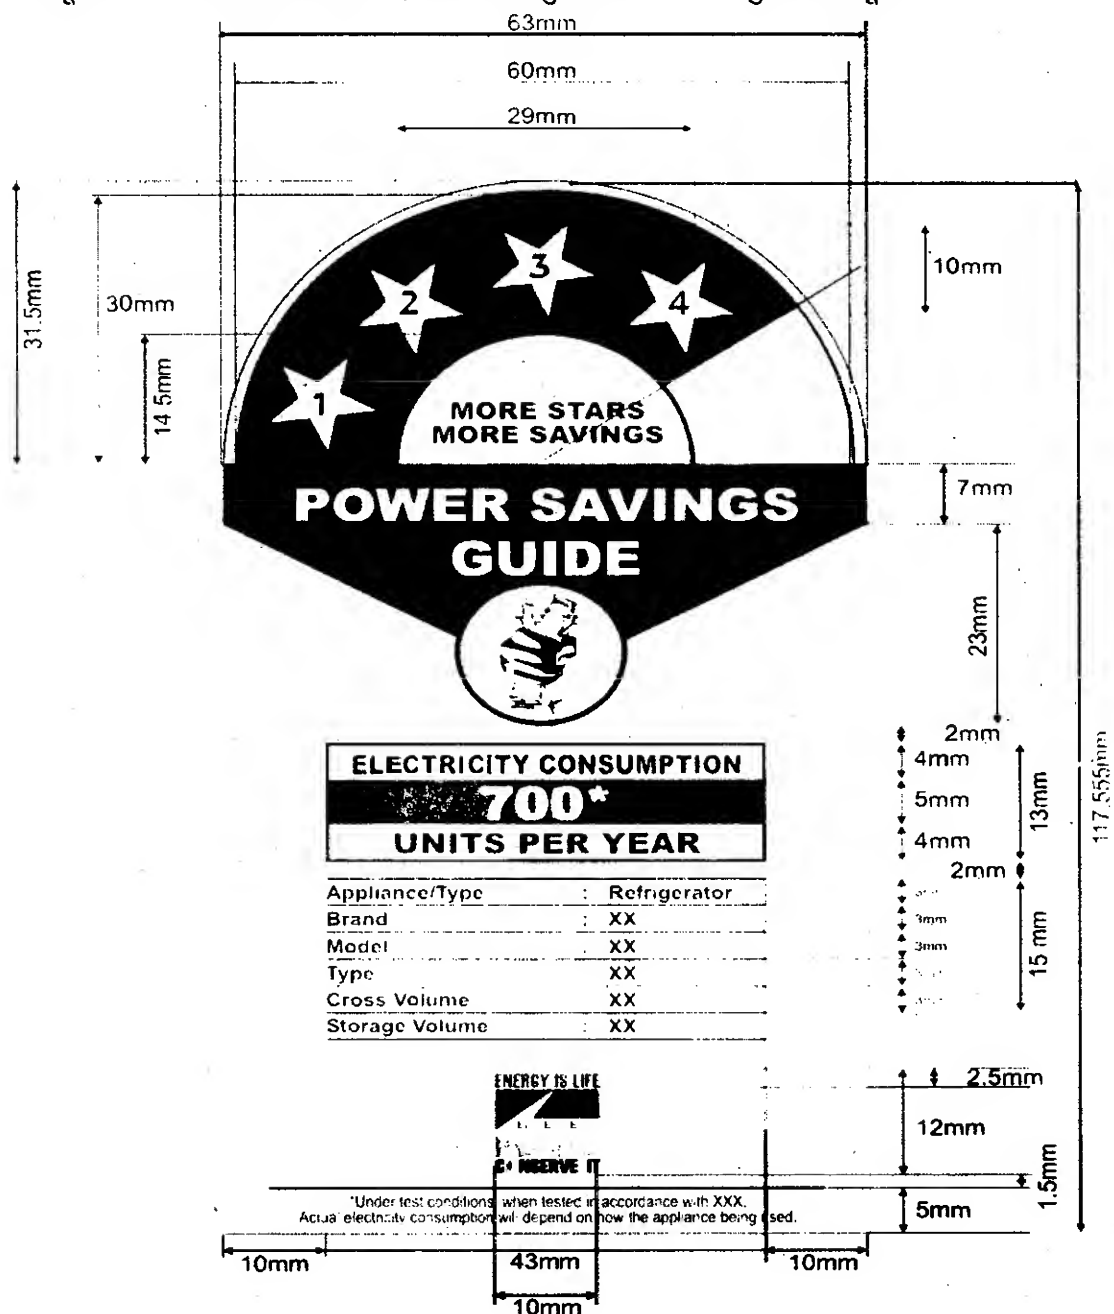 63mm
60mm
29mm
31.5mm
30mm
14 5mm
10mm
1
2
3
4
MORE STARS
MORE SAVINGS
POWER SAVINGS
GUIDE
7mm
23mm
117.555mm
2mm
4mm
5mm
4mm
13mm
2mm
ELECTRICITY CONSUMPTION
700*
UNITS PER YEAR
Appliance/Type : Refrigerator
Brand : XX
Model XX
Type XX
Cross Volume XX
Storage Volume : XX
3mm
3mm
15 mm
ENERGY IS LIFE
CONSERVE IT
2.5mm
12mm
1.5mm
5mm
*Under test conditions, when tested in accordance with XXX.
Actual electricity consumption will depend on how the appliance being used.
10mm
43mm
10mm
10mm